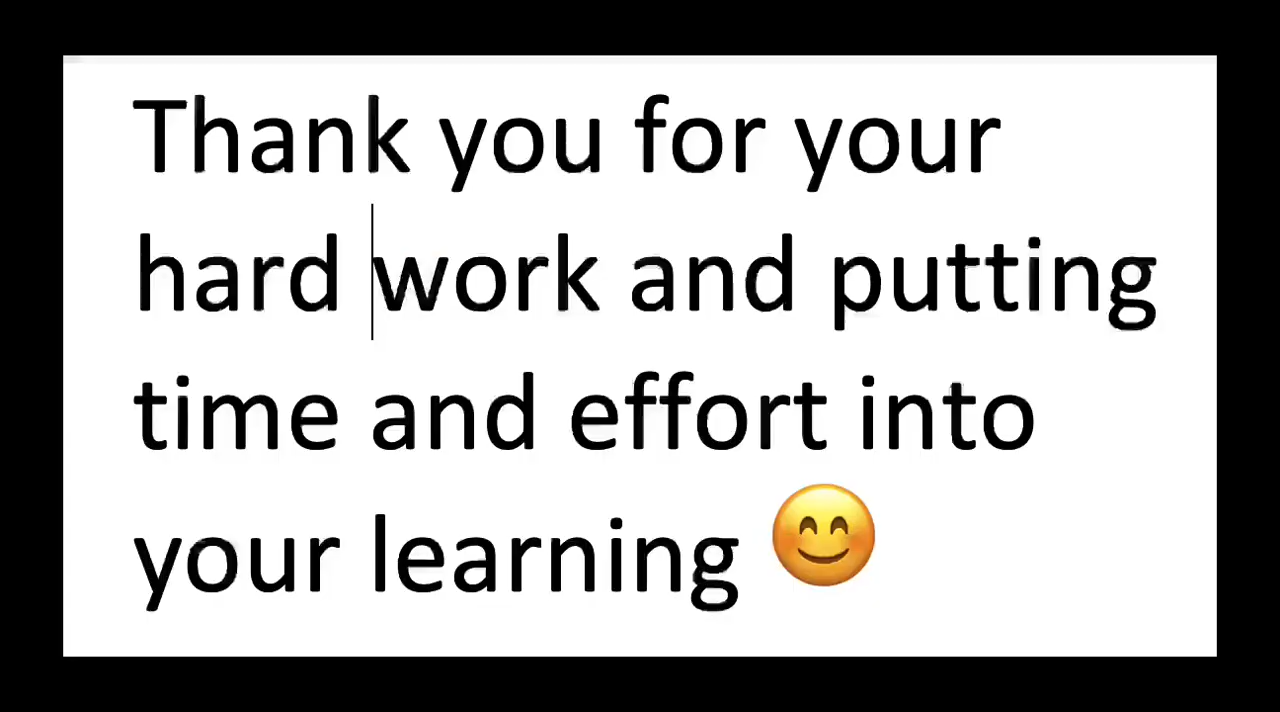 Thank you for your
hard work and putting
time and effort into
your learning 😊